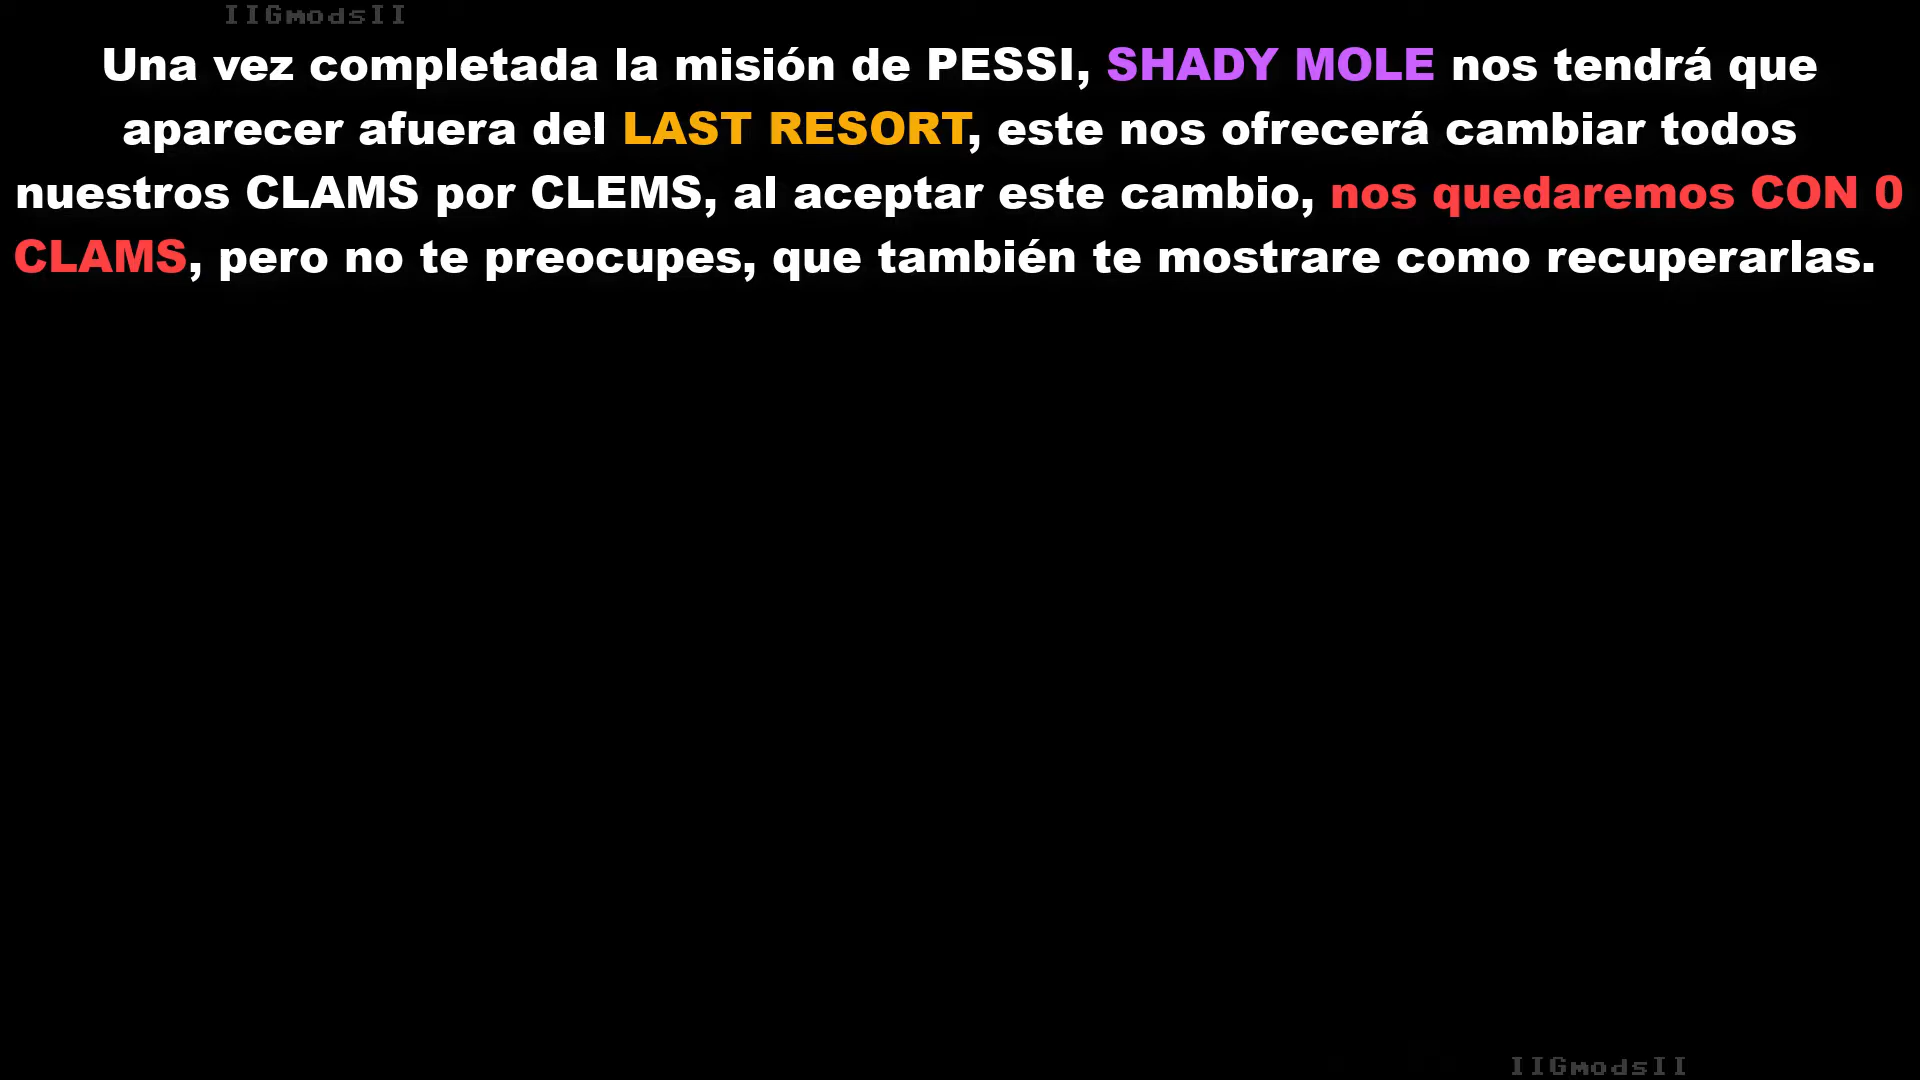 IIGmodsII
Una vez completada la misión de PESSI, SHADY MOLE nos tendrá que
aparecer afuera del LAST RESORT, este nos ofrecerá cambiar todos
nuestros CLAMS por CLEMS, al aceptar este cambio, nos quedaremos CON 0
CLAMS, pero no te preocupes, que también te mostrare como recuperarlas.
IIGmodsII